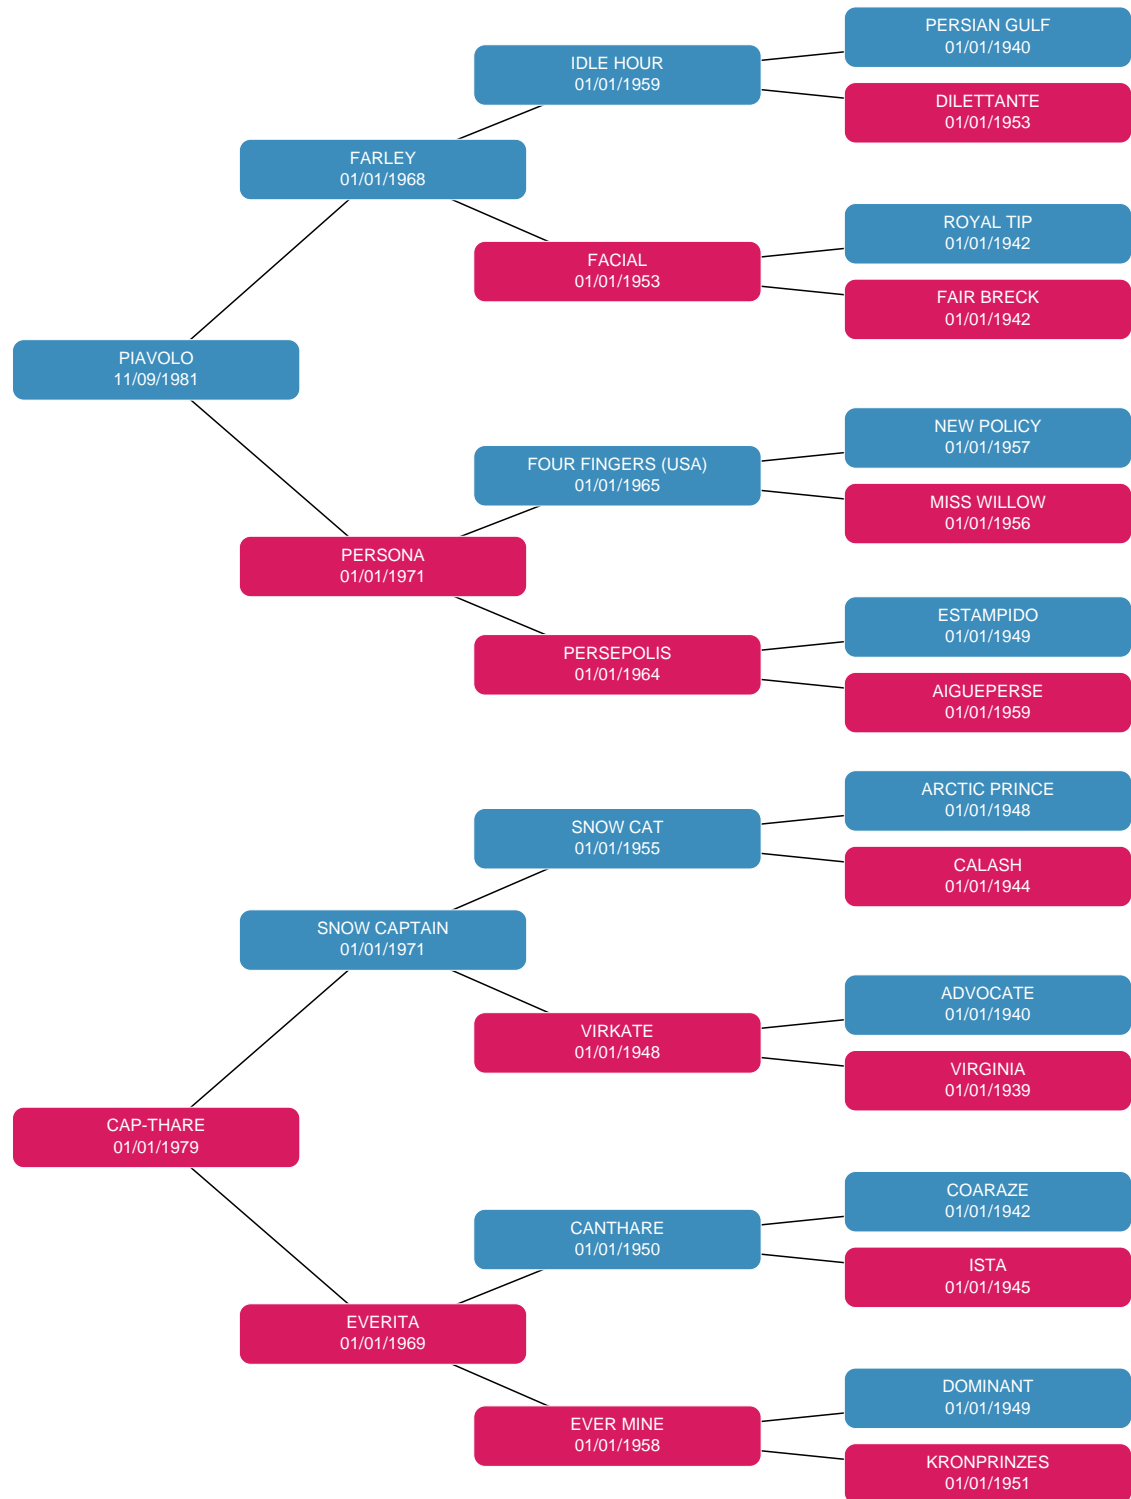 PERSIAN GULF
01/01/1940
IDLE HOUR
01/01/1959
DILETTANTE
01/01/1953
FARLEY
01/01/1968
ROYAL TIP
01/01/1942
FACIAL
01/01/1953
FAIR BRECK
01/01/1942
PIAVOLO
11/09/1981
NEW POLICY
01/01/1957
FOUR FINGERS (USA)
01/01/1965
MISS WILLOW
01/01/1956
PERSONA
01/01/1971
ESTAMPIDO
01/01/1949
PERSEPOLIS
01/01/1964
AIGUEPERSE
01/01/1959
ARCTIC PRINCE
01/01/1948
SNOW CAT
01/01/1955
CALASH
01/01/1944
SNOW CAPTAIN
01/01/1971
ADVOCATE
01/01/1940
VIRKATE
01/01/1948
VIRGINIA
01/01/1939
CAP-THARE
01/01/1979
COARAZE
01/01/1942
CANTHARE
01/01/1950
ISTA
01/01/1945
EVERITA
01/01/1969
DOMINANT
01/01/1949
EVER MINE
01/01/1958
KRONPRINZES
01/01/1951